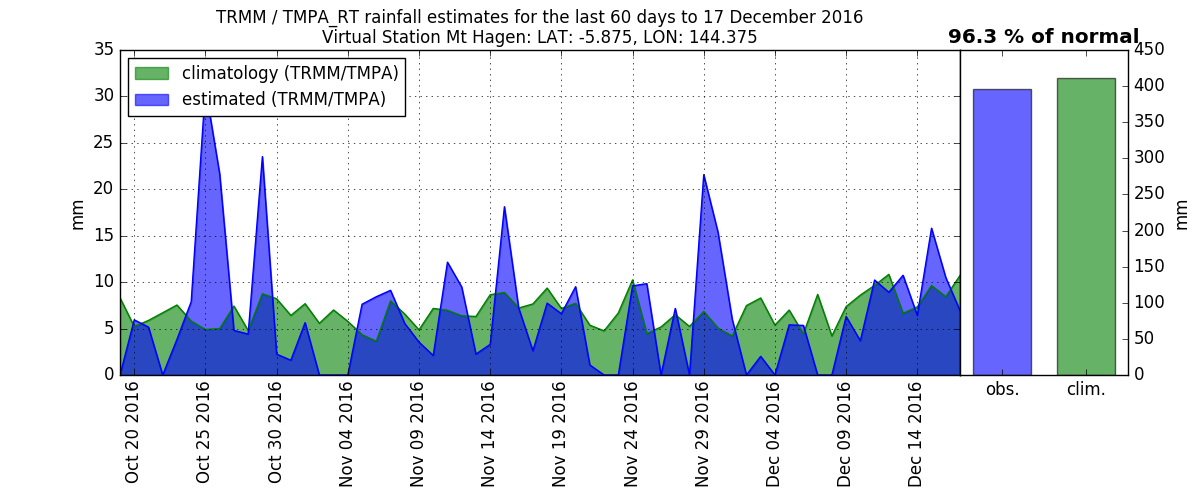 TRMM / TMPA_RT rainfall estimates for the last 60 days to 17 December 2016
Virtual Station Mt Hagen: LAT: -5.875, LON: 144.375
96.3 % of normal
climatology (TRMM/TMPA)
estimated (TRMM/TMPA)
35
30
25
20
15
10
5
0
mm
Oct 20 2016
Oct 25 2016
Oct 30 2016
Nov 04 2016
Nov 09 2016
Nov 14 2016
Nov 19 2016
Nov 24 2016
Nov 29 2016
Dec 04 2016
Dec 09 2016
Dec 14 2016
obs.
clim.
450
400
350
300
250
200
150
100
50
0
mm